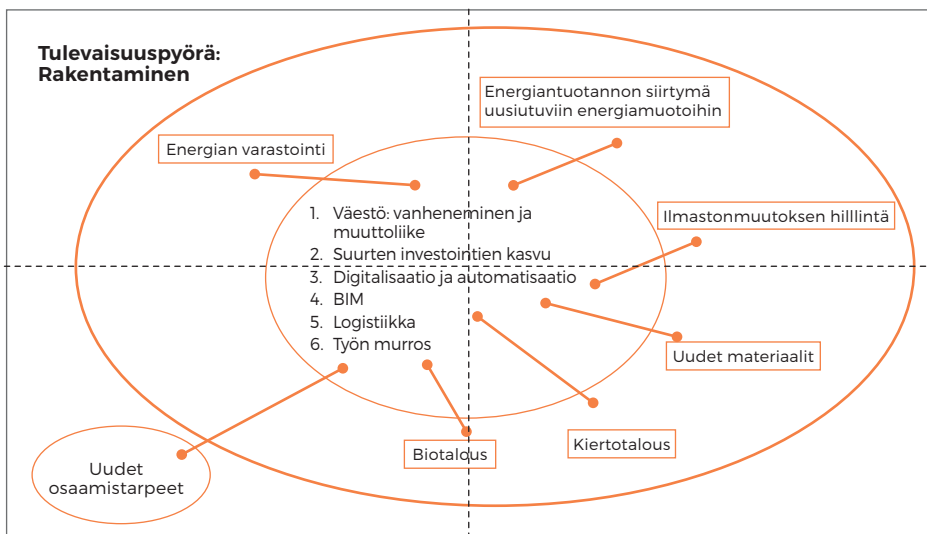 Tulevaisuuspyörä:
Rakentaminen
Energiantuotannon siirtymä
uusiutuviin energiamuotoihin
Energian varastointi
1. Väestö: vanheneminen ja
muuttoliike
2. Suurten investointien kasvu
3. Digitalisaatio ja automatisaatio
4. BIM
5. Logistiikka
6. Työn murros
Ilmastonmuutoksen hilllintä
Uudet materiaalit
Kiertotalous
Biotalous
Uudet
osaamistarpeet